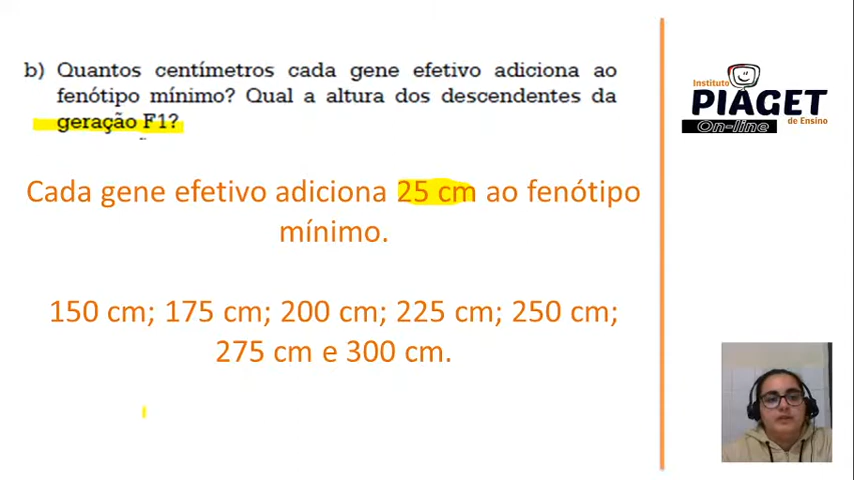 b) Quantos centímetros cada gene efetivo adiciona ao
fenótipo mínimo? Qual a altura dos descendentes da
geração F1?
Instituto
PIAGET
On-line de Ensino
Cada gene efetivo adiciona 25 cm ao fenótipo
mínimo.
150 cm; 175 cm; 200 cm; 225 cm; 250 cm;
275 cm e 300 cm.